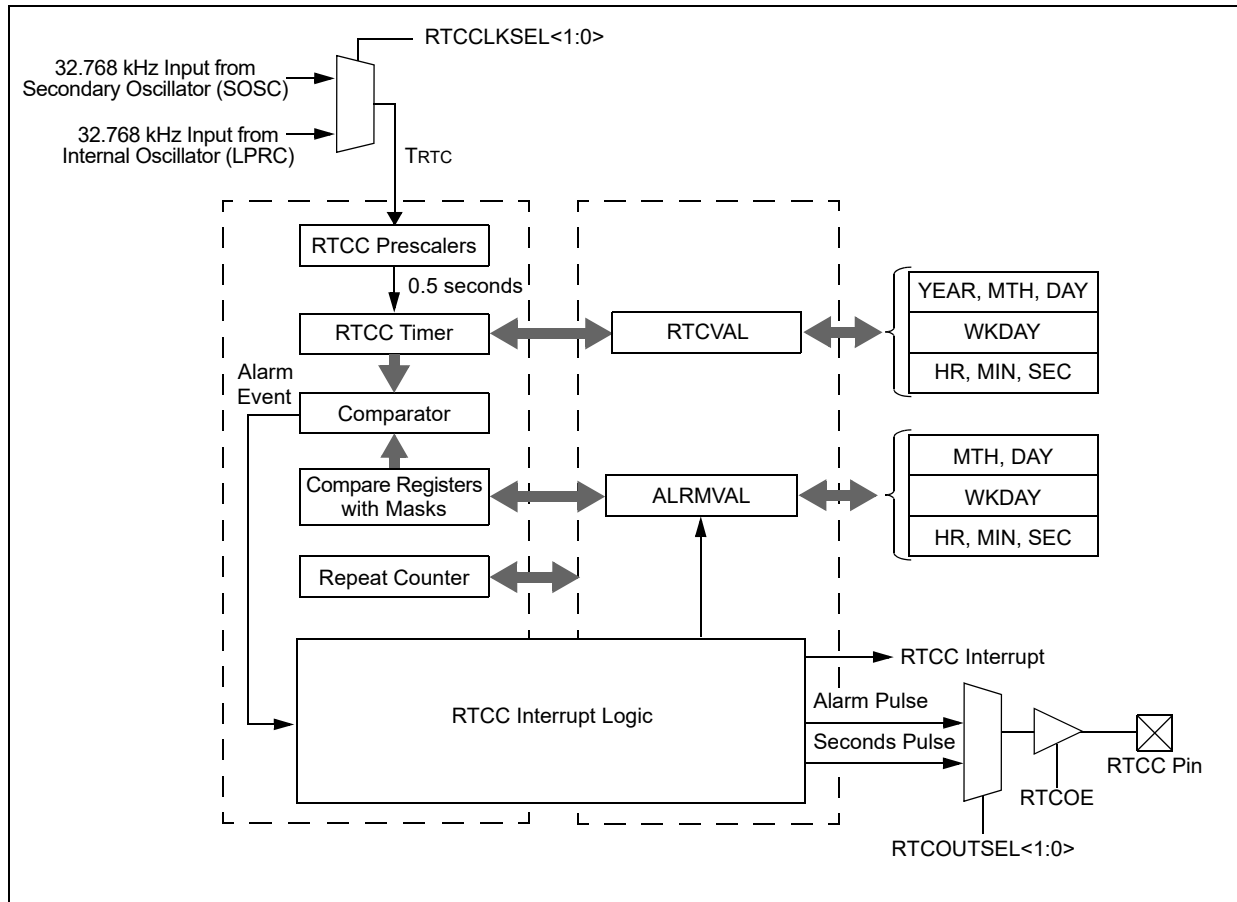 RTCCLKSEL<1:0>
32.768 kHz Input from
Secondary Oscillator (SOSC)
32.768 kHz Input from
Internal Oscillator (LPRC)
TRTC
RTCC Prescalers
0.5 seconds
RTCC Timer
RTCVAL
YEAR, MTH, DAY
WKDAY
HR, MIN, SEC
Alarm
Event
Comparator
Compare Registers
with Masks
ALRMVAL
MTH, DAY
WKDAY
HR, MIN, SEC
Repeat Counter
RTCC Interrupt Logic
RTCC Interrupt
Alarm Pulse
Seconds Pulse
RTCC Pin
RTCOE
RTCOUTSEL<1:0>